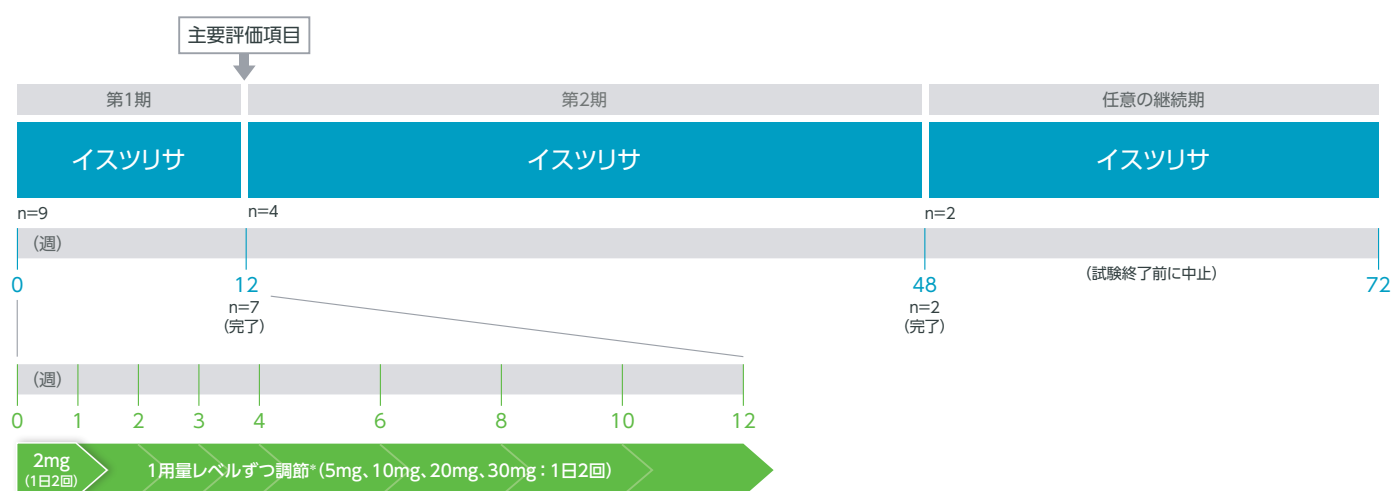 主要評価項目
第1期
第2期
任意の継続期
イスツリサ
イスツリサ
イスツリサ
n=9
n=4
n=2
(週)
0
12
48
72
(試験終了前に中止)
n=7
(完了)
n=2
(完了)
(週)
0
1
2
3
4
6
8
10
12
2mg
(1日2回)
1用量レベルずつ調節*(5mg、10mg、20mg、30mg：1日2回)